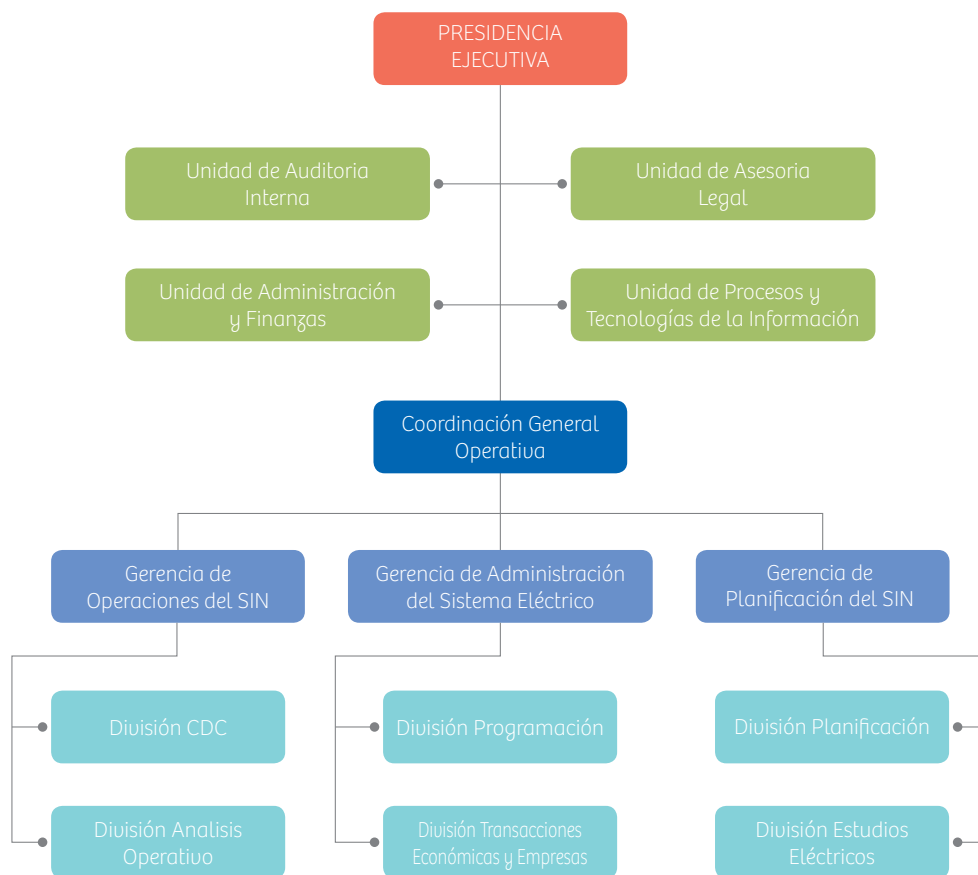 PRESIDENCIA
EJECUTIVA
Unidad de Auditoria
Interna
Unidad de Asesoria
Legal
Unidad de Administración
y Finanzas
Unidad de Procesos y
Tecnologías de la Información
Coordinación General
Operativa
Gerencia de
Operaciones del SIN
Gerencia de Administración
del Sistema Eléctrico
Gerencia de
Planificación del SIN
División CDC
División Programación
División Planificación
División Analisis
Operativo
División Transacciones
Económicas y Empresas
División Estudios
Eléctricos